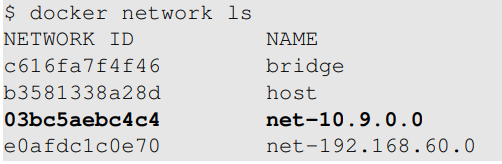 $ docker network ls
NETWORK ID NAME
c616fa7f4f46 bridge
b3581338a28d host
03bc5aebc4c4 net-10.9.0.0
e0afdc1c0e70 net-192.168.60.0